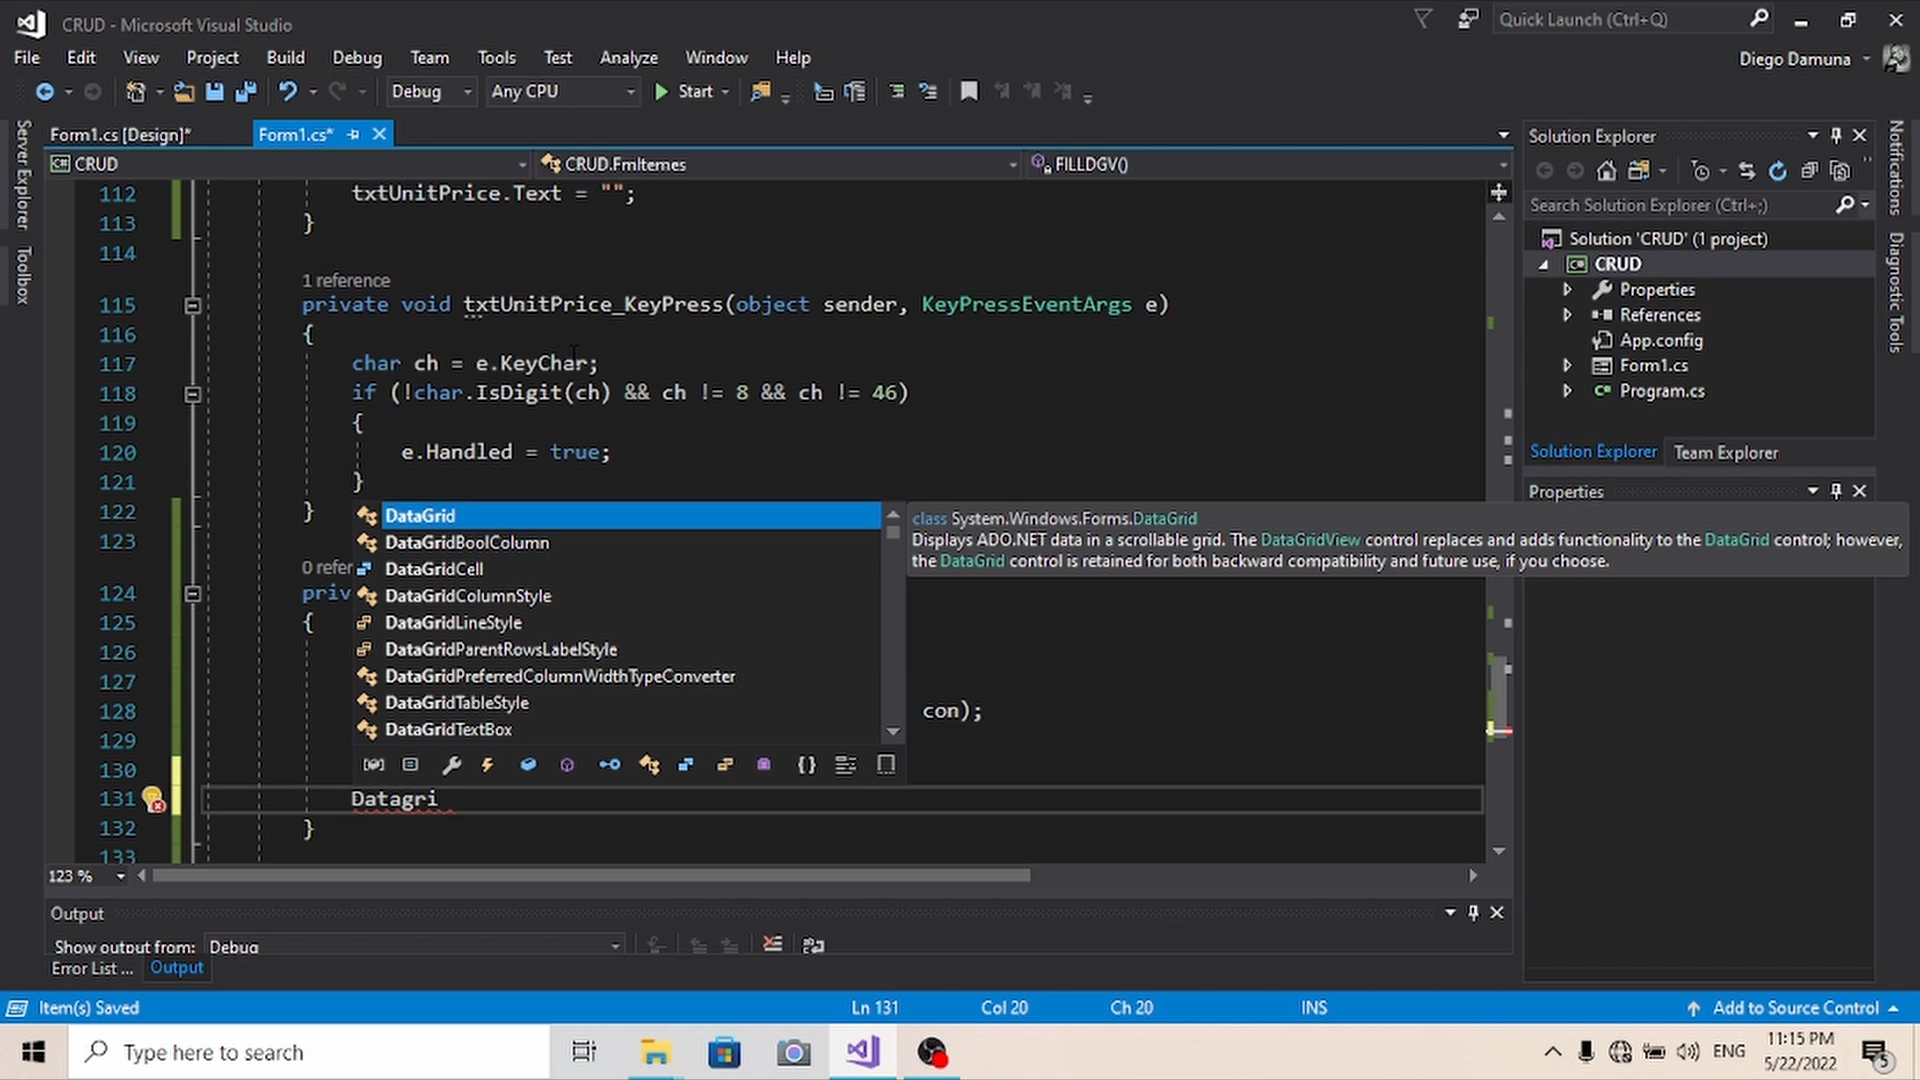 CRUD - Microsoft Visual Studio
Quick Launch (Ctrl+Q)
File Edit View Project Build Debug Team Tools Test Analyze Window Help
Diego Damuna
Debug Any CPU Start
Server Explorer
Toolbox
Form1.cs [Design]*
Form1.cs*
CRUD
CRUD.FmItemes
FILLDGV()
112 txtUnitPrice.Text = "";
113 }
114
1 reference
115 private void txtUnitPrice_KeyPress(object sender, KeyPressEventArgs e)
116 {
117 char ch = e.KeyChar;
118 if (!char.IsDigit(ch) && ch != 8 && ch != 46)
119 {
120 e.Handled = true;
121 }
122 }
123
0 refer
124 priv
125 {
126
127
128 con);
129
130
131 Datagri
132 }
133
DataGrid
DataGridBoolColumn
DataGridCell
DataGridColumnStyle
DataGridLineStyle
DataGridParentRowsLabelStyle
DataGridPreferredColumnWidthTypeConverter
DataGridTableStyle
DataGridTextBox
class System.Windows.Forms.DataGrid
Displays ADO.NET data in a scrollable grid. The DataGridView control replaces and adds functionality to the DataGrid control; however,
the DataGrid control is retained for both backward compatibility and future use, if you choose.
123 %
Output
Show output from: Debug
Error List ... Output
Solution Explorer
Search Solution Explorer (Ctrl+;)
Solution 'CRUD' (1 project)
CRUD
Properties
References
App.config
Form1.cs
Program.cs
Solution Explorer Team Explorer
Properties
Notifications
Diagnostic Tools
Item(s) Saved
Ln 131 Col 20 Ch 20 INS
Add to Source Control
Type here to search
ENG
11:15 PM
5/22/2022
5